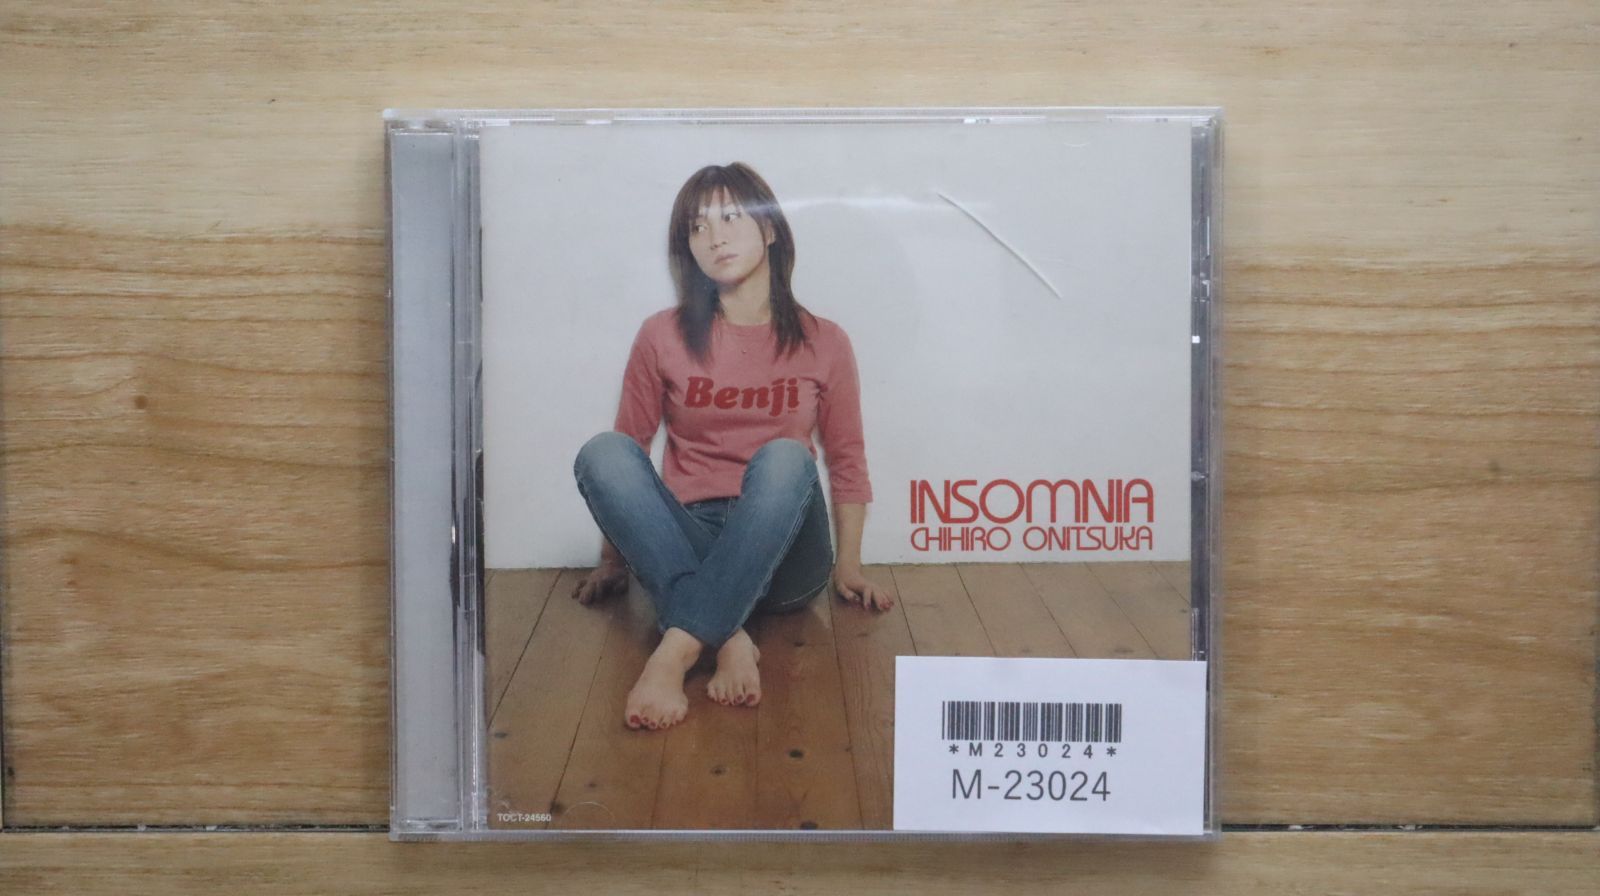 Benji
INSOMNIA
CHIHIRO ONITSUKA
*M23024*
M-23024
TOCT-24560